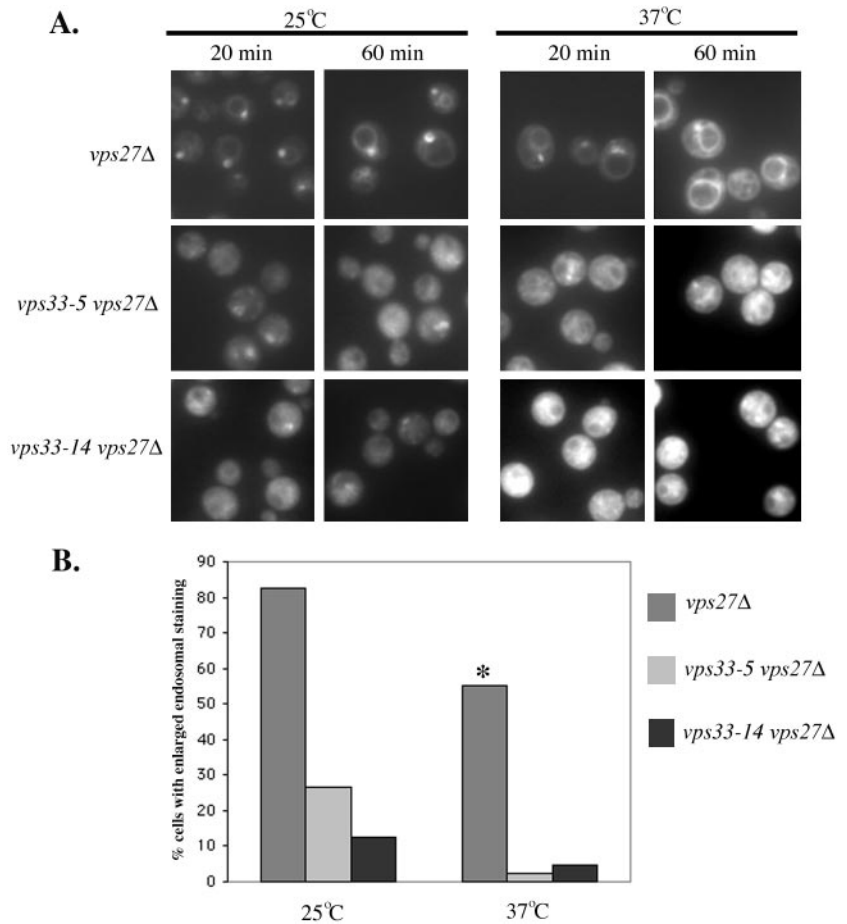 A.
25°C 37°C
20 min 60 min 20 min 60 min
vps27Δ
vps33-5 vps27Δ
vps33-14 vps27Δ
B.
90
80
70
60
50
40
30
20
10
0
% cells with enlarged endosomal staining
*
25°C 37°C
vps27Δ
vps33-5 vps27Δ
vps33-14 vps27Δ